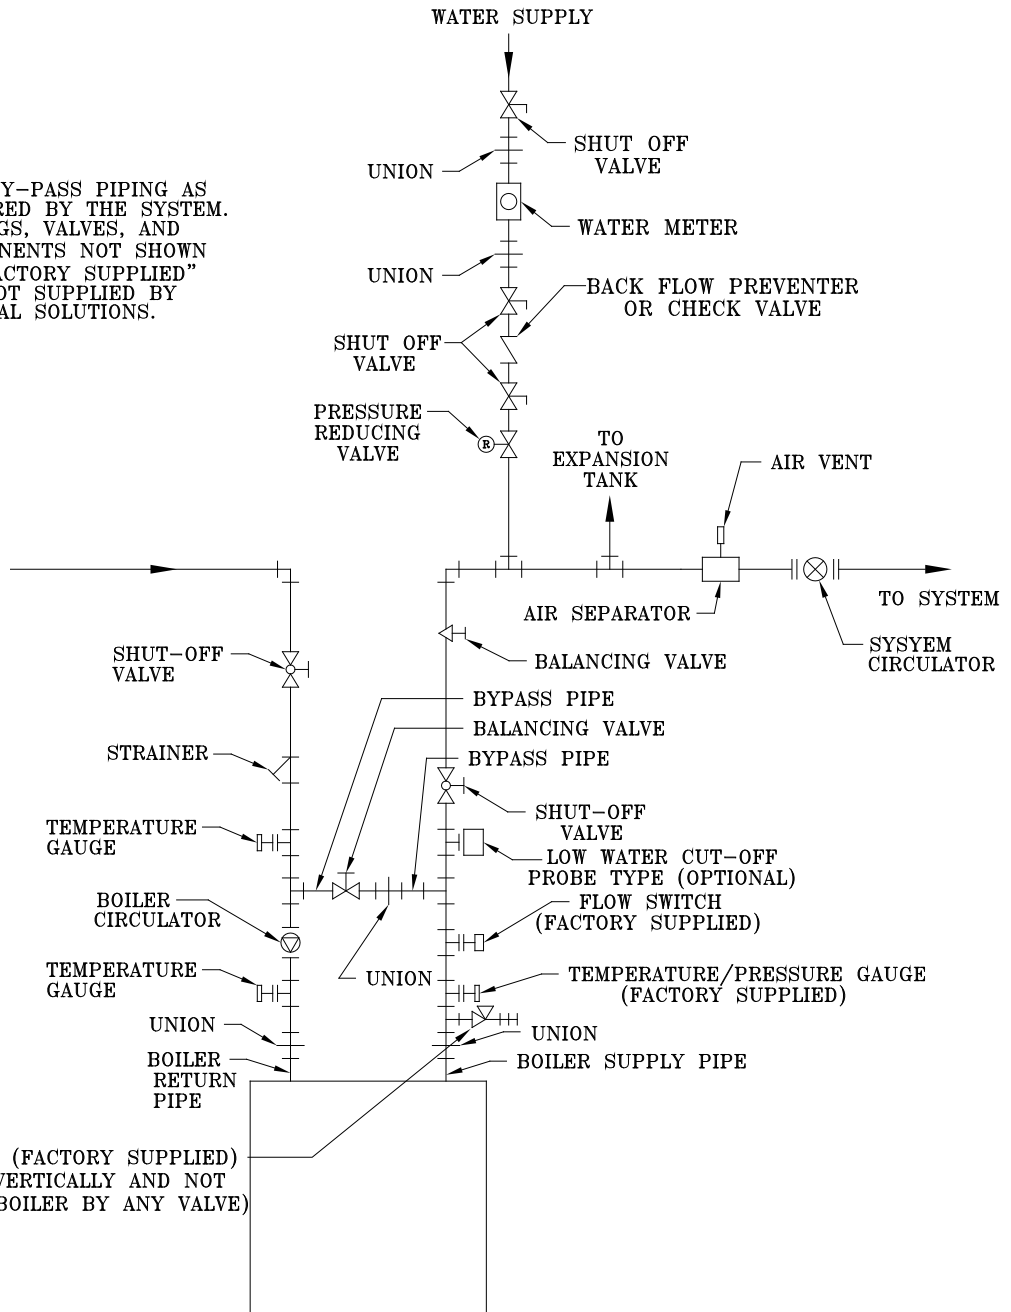 WATER SUPPLY
SHUT OFF
VALVE
UNION
Y-PASS PIPING AS
RED BY THE SYSTEM.
GS, VALVES, AND
NENTS NOT SHOWN
ACTORY SUPPLIED"
OT SUPPLIED BY
AL SOLUTIONS.
WATER METER
UNION
BACK FLOW PREVENTER
OR CHECK VALVE
SHUT OFF
VALVE
PRESSURE
REDUCING
VALVE
R
TO
EXPANSION
TANK
AIR VENT
AIR SEPARATOR
TO SYSTEM
SYSYEM
CIRCULATOR
BALANCING VALVE
SHUT-OFF
VALVE
BYPASS PIPE
BALANCING VALVE
BYPASS PIPE
STRAINER
SHUT-OFF
VALVE
TEMPERATURE
GAUGE
LOW WATER CUT-OFF
PROBE TYPE (OPTIONAL)
BOILER
CIRCULATOR
FLOW SWITCH
(FACTORY SUPPLIED)
TEMPERATURE
GAUGE
UNION
TEMPERATURE/PRESSURE GAUGE
(FACTORY SUPPLIED)
UNION
UNION
BOILER
RETURN
PIPE
BOILER SUPPLY PIPE
(FACTORY SUPPLIED)
VERTICALLY AND NOT
BOILER BY ANY VALVE)